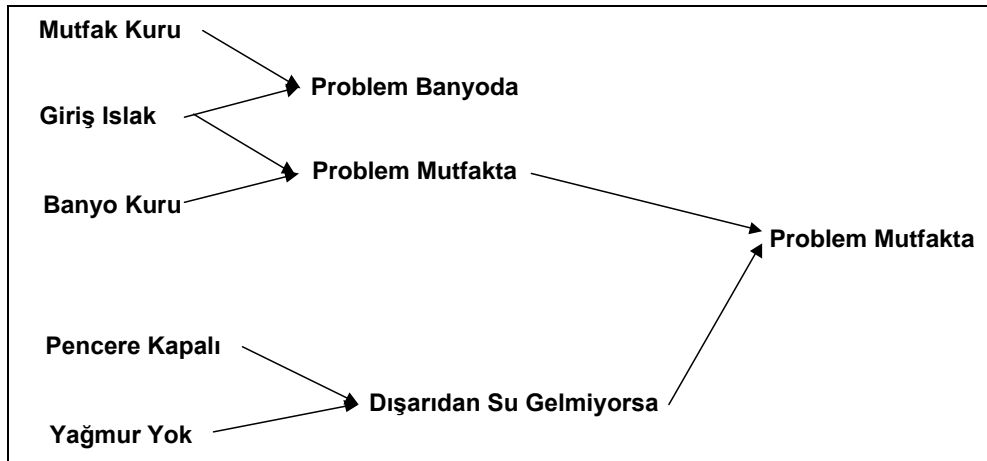 Mutfak Kuru
Problem Banyoda
Giriş Islak
Problem Mutfakta
Banyo Kuru
Problem Mutfakta
Pencere Kapalı
Dışarıdan Su Gelmiyorsa
Yağmur Yok